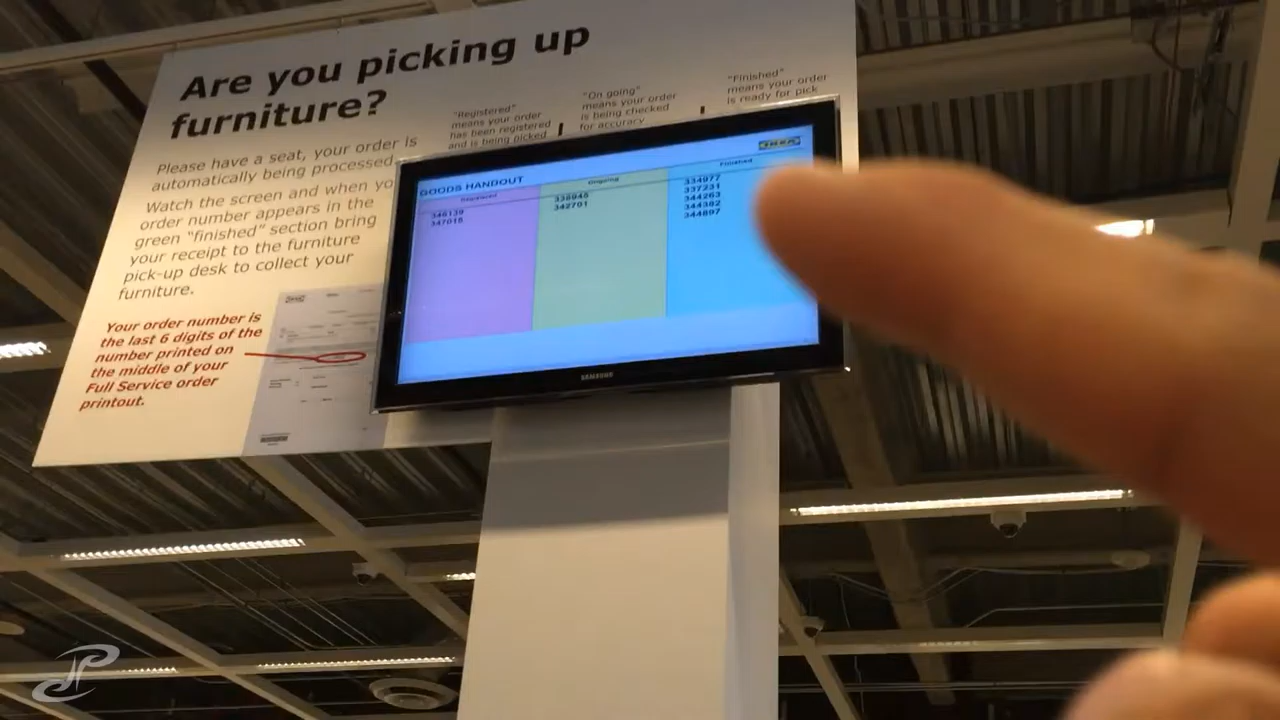 Are you picking up
furniture?
Please have a seat, your order is
automatically being processed.
Watch the screen and when yo
order number appears in the
green "finished" section bring
your receipt to the furniture
pick-up desk to collect your
furniture.
Your order number is
the last 6 digits of the
number printed on
the middle of your
Full Service order
printout.
"Registered"
means your order
has been registered
and is being picked
"On going"
means your order
is being checked
for accuracy
"Finished"
means your order
is ready for pick
IKEA
GOODS HANDOUT
Registered
346139
347015
Ongoing
338946
342701
Finished
334977
337231
344263
344382
344897
SAMSUNG